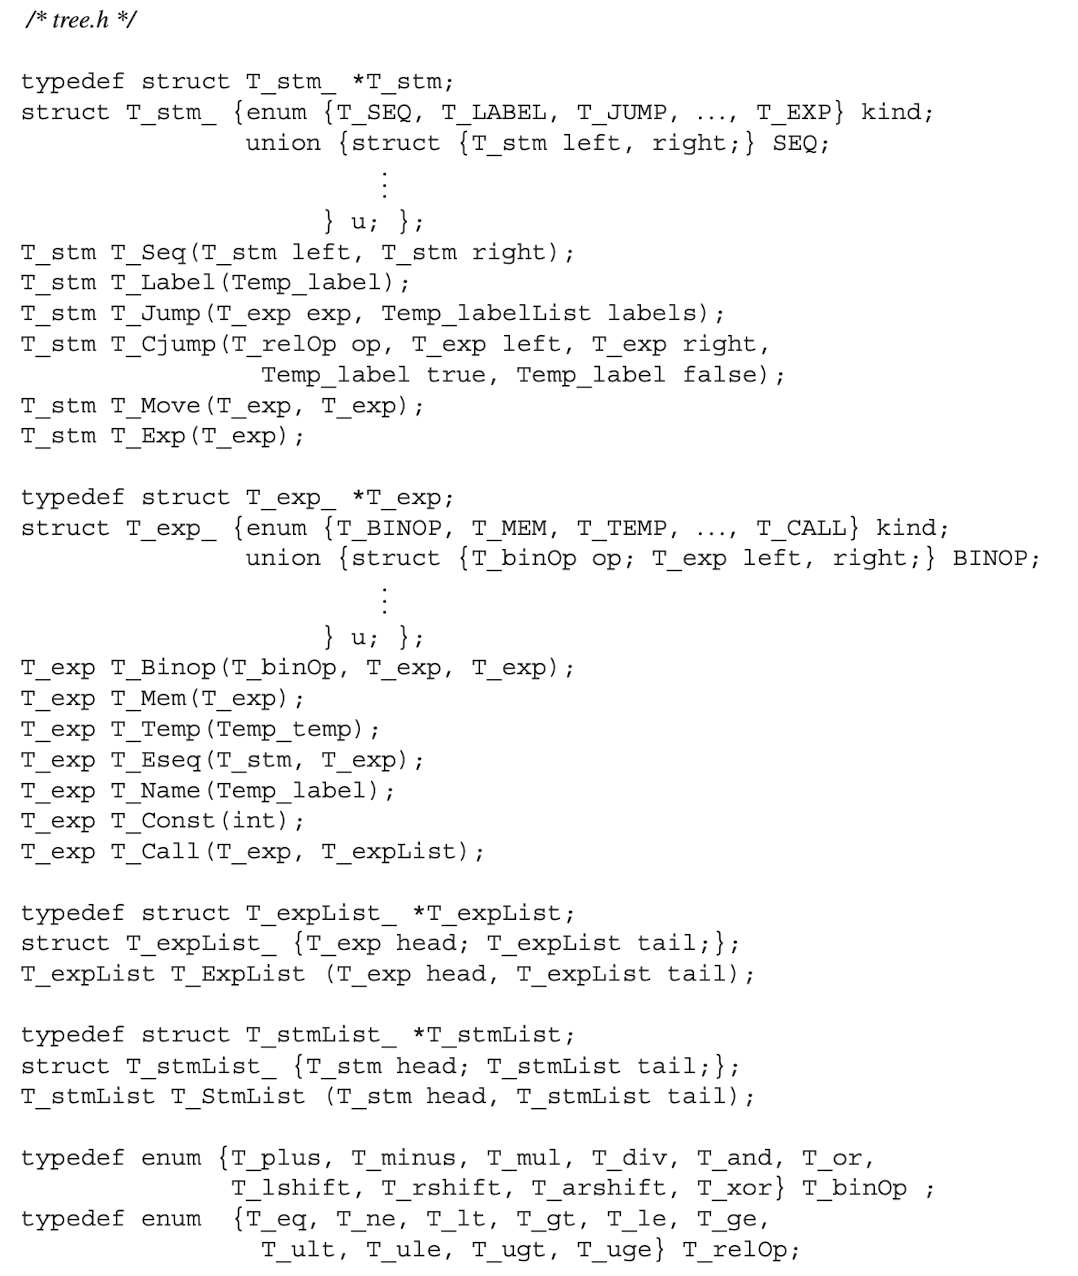 /* tree.h */
typedef struct T_stm_ *T_stm;
struct T_stm_ {enum {T_SEQ, T_LABEL, T_JUMP, ..., T_EXP} kind;
union {struct {T_stm left, right;} SEQ;
⋮
} u; };
T_stm T_Seq(T_stm left, T_stm right);
T_stm T_Label(Temp_label);
T_stm T_Jump(T_exp exp, Temp_labelList labels);
T_stm T_Cjump(T_relOp op, T_exp left, T_exp right,
Temp_label true, Temp_label false);
T_stm T_Move(T_exp, T_exp);
T_stm T_Exp(T_exp);
typedef struct T_exp_ *T_exp;
struct T_exp_ {enum {T_BINOP, T_MEM, T_TEMP, ..., T_CALL} kind;
union {struct {T_binOp op; T_exp left, right;} BINOP;
⋮
} u; };
T_exp T_Binop(T_binOp, T_exp, T_exp);
T_exp T_Mem(T_exp);
T_exp T_Temp(Temp_temp);
T_exp T_Eseq(T_stm, T_exp);
T_exp T_Name(Temp_label);
T_exp T_Const(int);
T_exp T_Call(T_exp, T_expList);
typedef struct T_expList_ *T_expList;
struct T_expList_ {T_exp head; T_expList tail;};
T_expList T_ExpList (T_exp head, T_expList tail);
typedef struct T_stmList_ *T_stmList;
struct T_stmList_ {T_stm head; T_stmList tail;};
T_stmList T_StmList (T_stm head, T_stmList tail);
typedef enum {T_plus, T_minus, T_mul, T_div, T_and, T_or,
T_lshift, T_rshift, T_arshift, T_xor} T_binOp ;
typedef enum {T_eq, T_ne, T_lt, T_gt, T_le, T_ge,
T_ult, T_ule, T_ugt, T_uge} T_relOp;